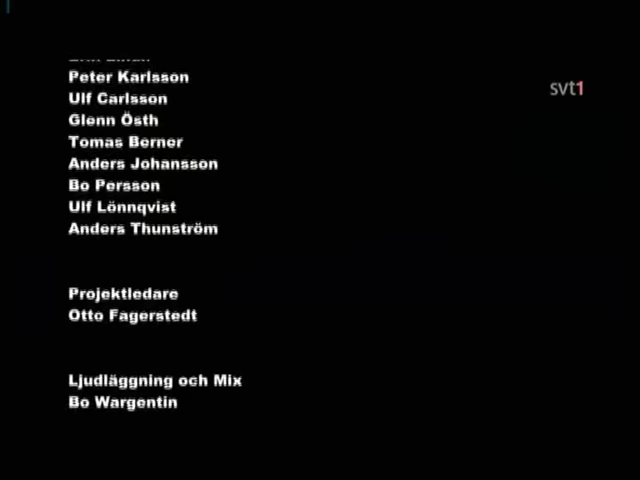 Peter Karlsson
Ulf Carlsson
Glenn Östh
Tomas Berner
Anders Johansson
Bo Persson
Ulf Lönnqvist
Anders Thunström
Projektledare
Otto Fagerstedt
Ljudläggning och Mix
Bo Wargentin
svt1